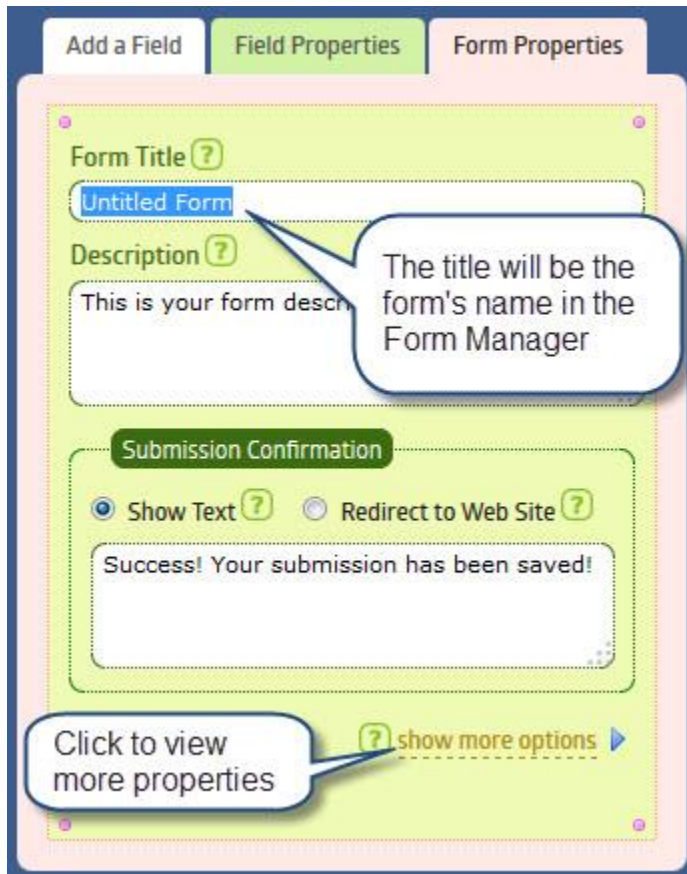 Add a Field Field Properties Form Properties
Form Title ?
Untitled Form
The title will be the
form's name in the
Form Manager
Description ?
This is your form descr
Submission Confirmation
Show Text ? Redirect to Web Site ?
Success! Your submission has been saved!
Click to view
more properties
? show more options